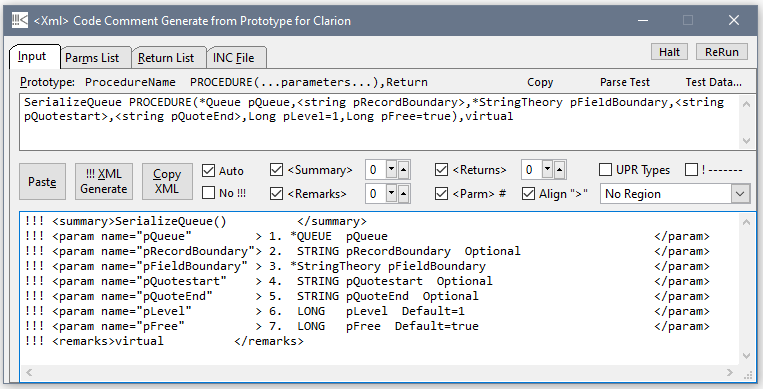 !!!< <Xml> Code Comment Generate from Prototype for Clarion
Input Parms List Return List INC File Halt ReRun
Prototype: ProcedureName PROCEDURE(...parameters...),Return Copy Parse Test Test Data...
SerializeQueue PROCEDURE(*Queue pQueue,<string pRecordBoundary>,*StringTheory pFieldBoundary,<string
pQuotestart>,<string pQuoteEnd>,Long pLevel=1,Long pFree=true),virtual
Paste
!!! XML
Generate
Copy
XML
Auto <Summary> 0 <Returns> 0 UPR Types ! -------
No !!! <Remarks> 0 <Parm> # Align ">" No Region
!!! <summary>SerializeQueue() </summary>
!!! <param name="pQueue" > 1. *QUEUE pQueue </param>
!!! <param name="pRecordBoundary"> 2. STRING pRecordBoundary Optional </param>
!!! <param name="pFieldBoundary" > 3. *StringTheory pFieldBoundary </param>
!!! <param name="pQuotestart" > 4. STRING pQuotestart Optional </param>
!!! <param name="pQuoteEnd" > 5. STRING pQuoteEnd Optional </param>
!!! <param name="pLevel" > 6. LONG pLevel Default=1 </param>
!!! <param name="pFree" > 7. LONG pFree Default=true </param>
!!! <remarks>virtual </remarks>